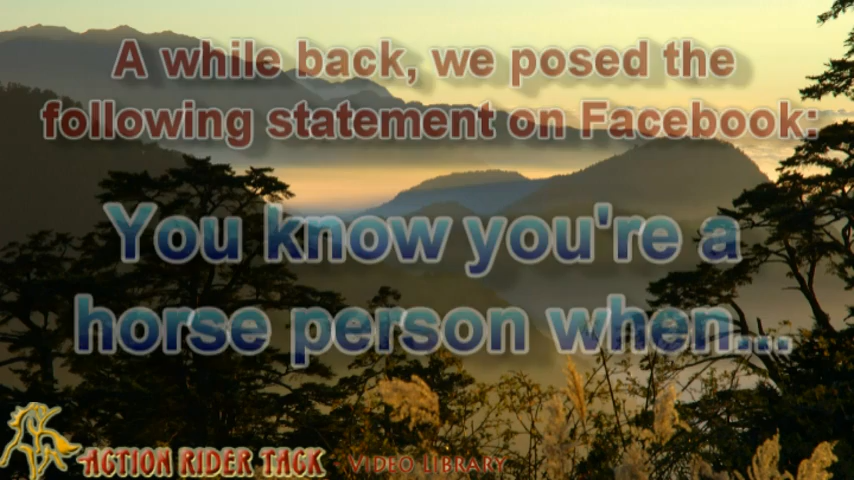 A while back, we posed the
following statement on Facebook:
You know you're a
horse person when...
ACTION RIDER TACK VIDEO LIBRARY